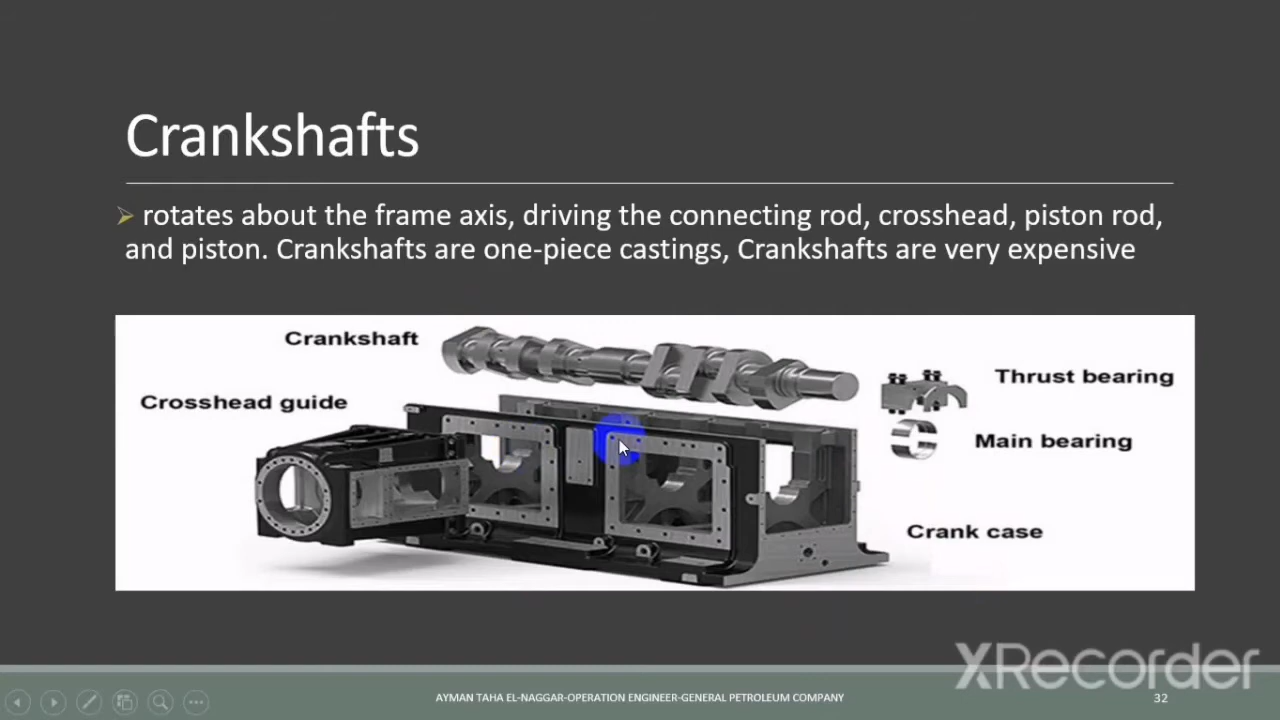 Crankshafts
rotates about the frame axis, driving the connecting rod, crosshead, piston rod,
and piston. Crankshafts are one-piece castings, Crankshafts are very expensive
Crankshaft
Crosshead guide
Thrust bearing
Main bearing
Crank case
XRecorder
AYMAN TAHA EL-NAGGAR-OPERATION ENGINEER-GENERAL PETROLEUM COMPANY
32